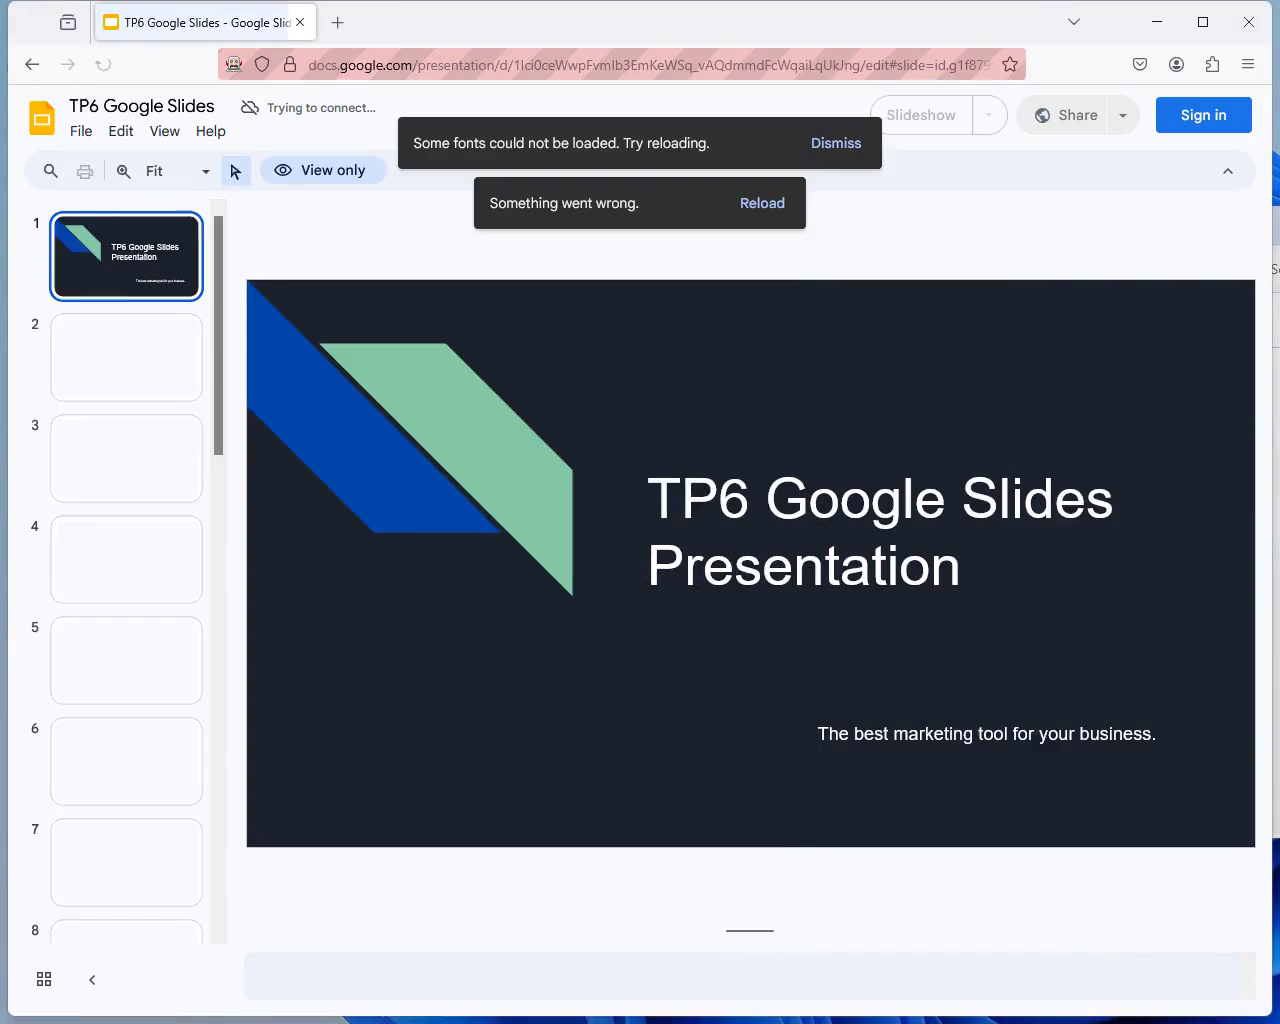 TP6 Google Slides - Google Slid
docs.google.com/presentation/d/1lci0ceWwpFvmIb3EmKeWSq_vAQdmmdFcWqaiLqUkJng/edit#slide=id.g1f879
TP6 Google Slides
Trying to connect...
File Edit View Help
Slideshow
Share
Sign in
Some fonts could not be loaded. Try reloading. Dismiss
Fit
View only
Something went wrong. Reload
1
TP6 Google Slides
Presentation
The best marketing tool for your business.
2
3
4
5
6
7
8
TP6 Google Slides
Presentation
The best marketing tool for your business.